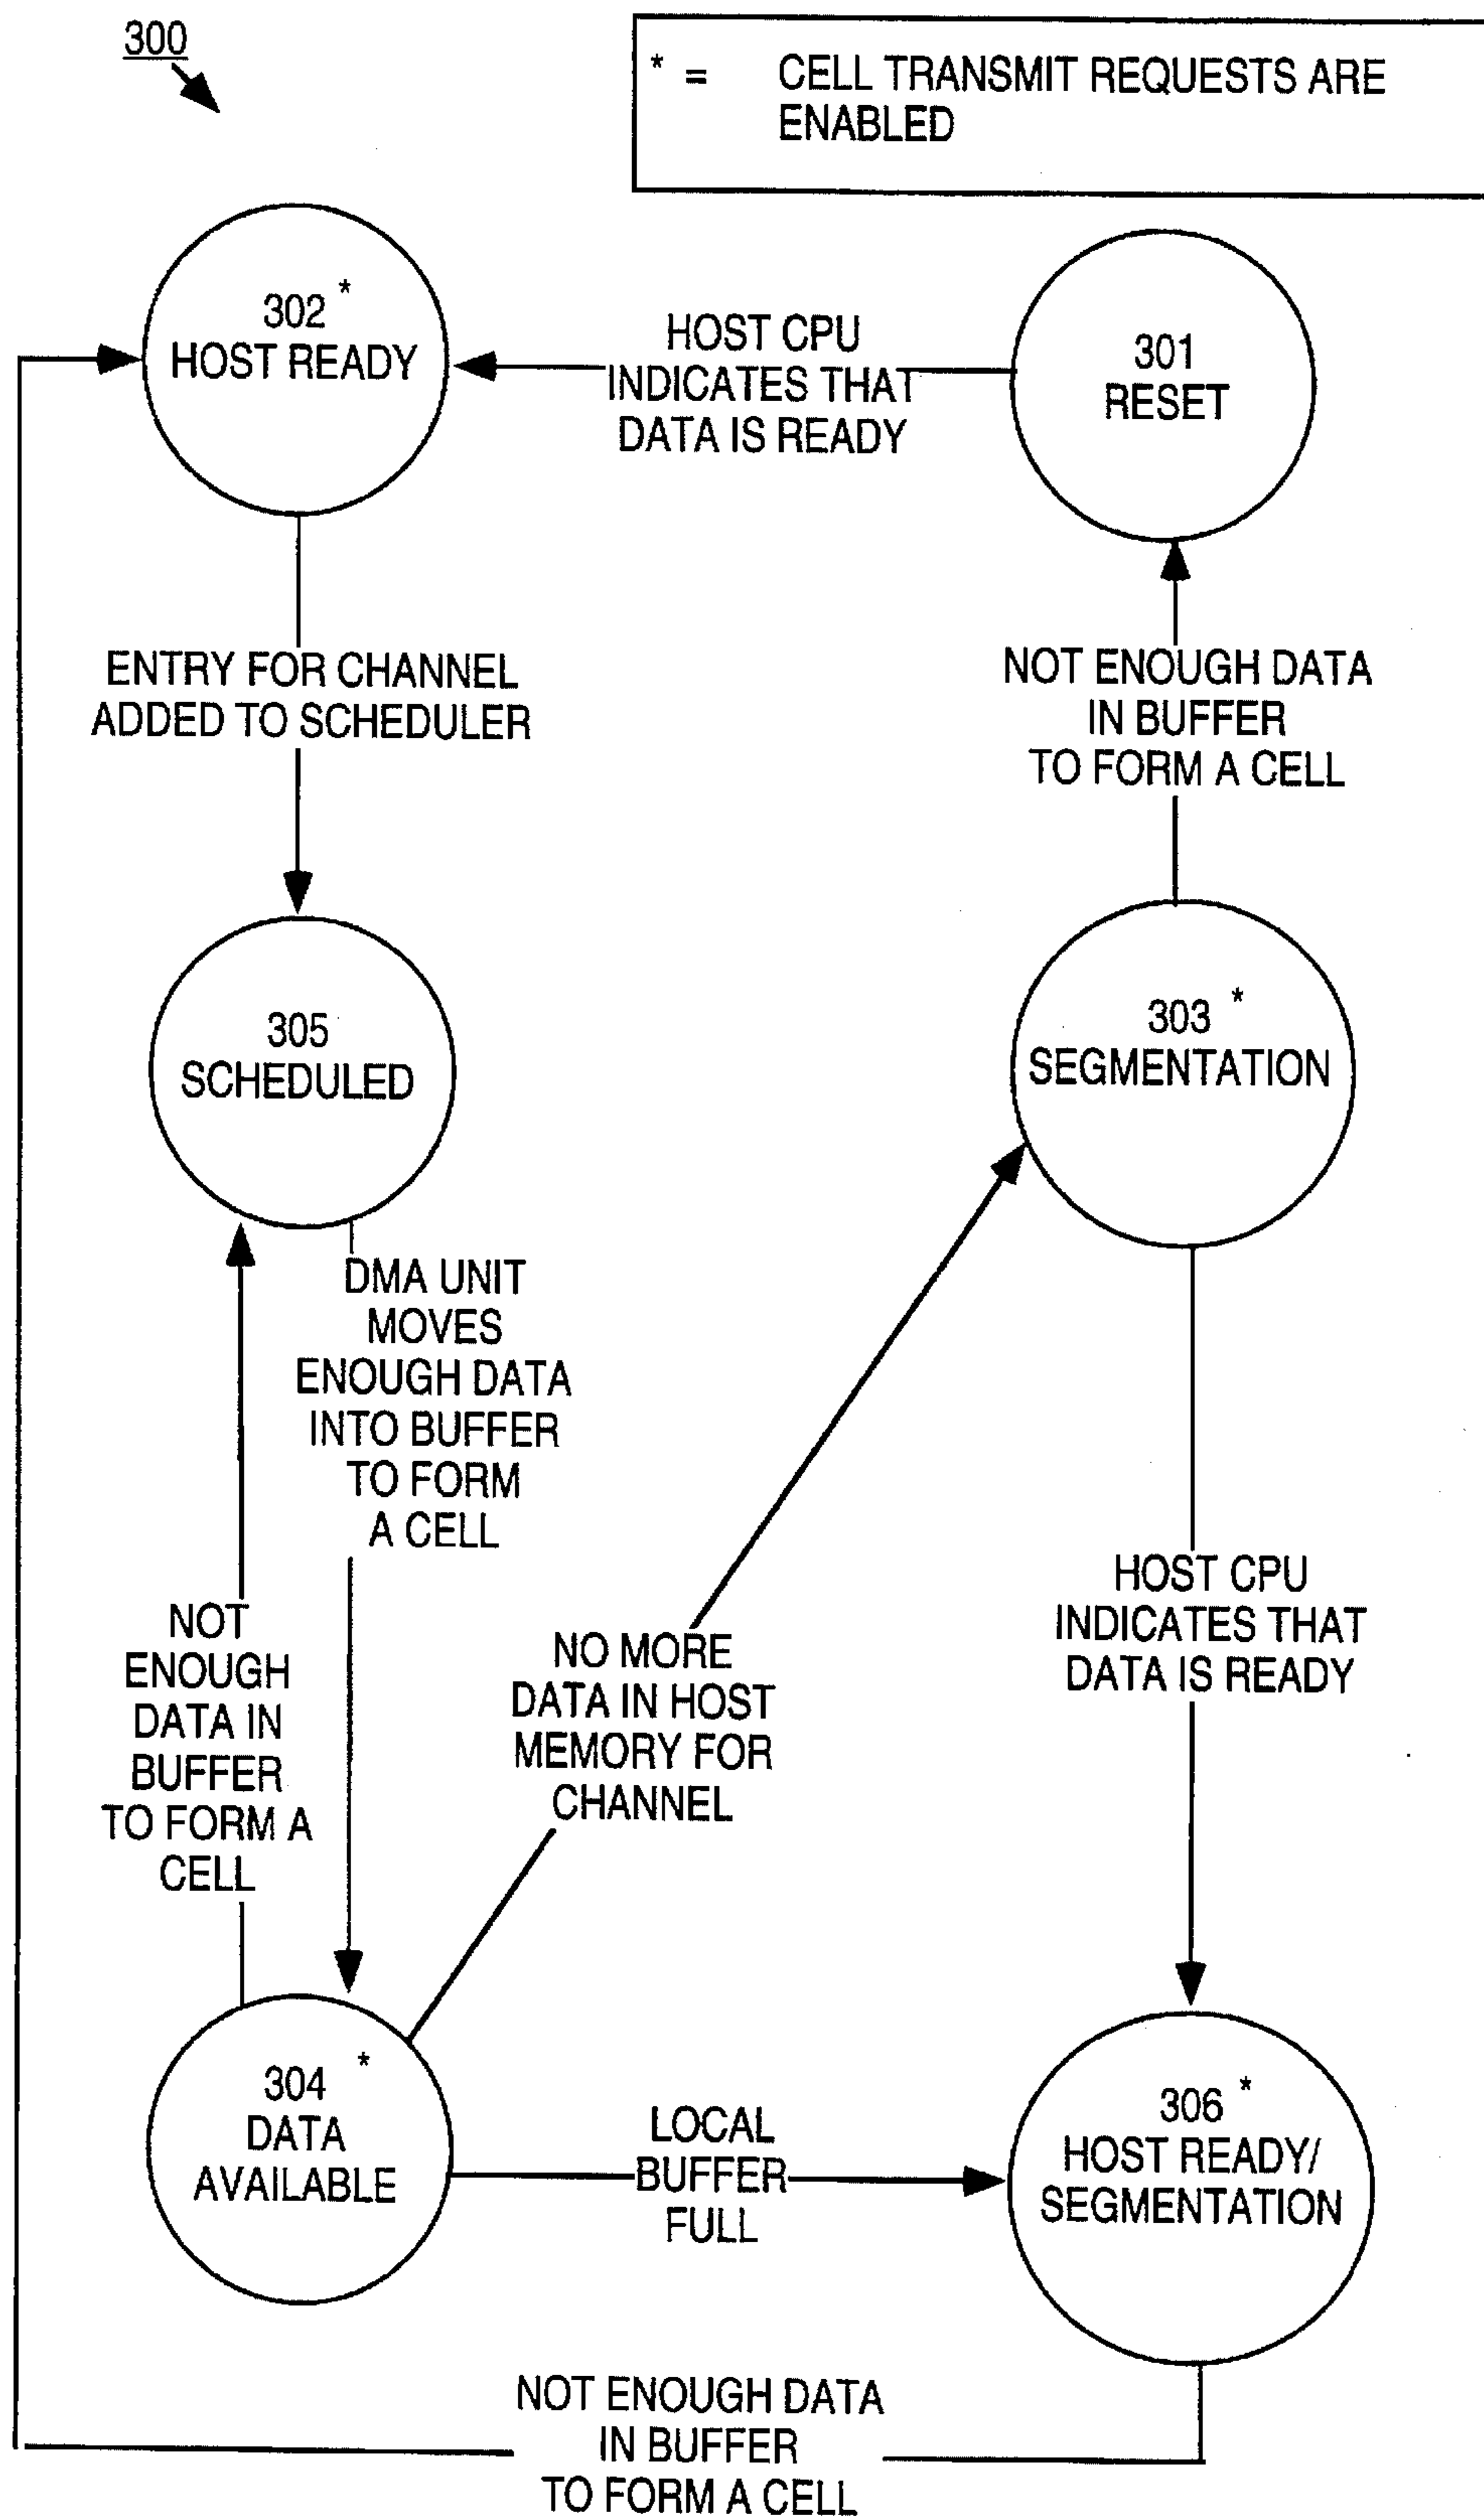 300
* = CELL TRANSMIT REQUESTS ARE
ENABLED
302 *
HOST READY
HOST CPU
INDICATES THAT
DATA IS READY
301
RESET
ENTRY FOR CHANNEL
ADDED TO SCHEDULER
NOT ENOUGH DATA
IN BUFFER
TO FORM A CELL
305
SCHEDULED
303 *
SEGMENTATION
DMA UNIT
MOVES
ENOUGH DATA
INTO BUFFER
TO FORM
A CELL
NOT
ENOUGH
DATA IN
BUFFER
TO FORM A
CELL
NO MORE
DATA IN HOST
MEMORY FOR
CHANNEL
HOST CPU
INDICATES THAT
DATA IS READY
304 *
DATA
AVAILABLE
LOCAL
BUFFER
FULL
306 *
HOST READY/
SEGMENTATION
NOT ENOUGH DATA
IN BUFFER
TO FORM A CELL